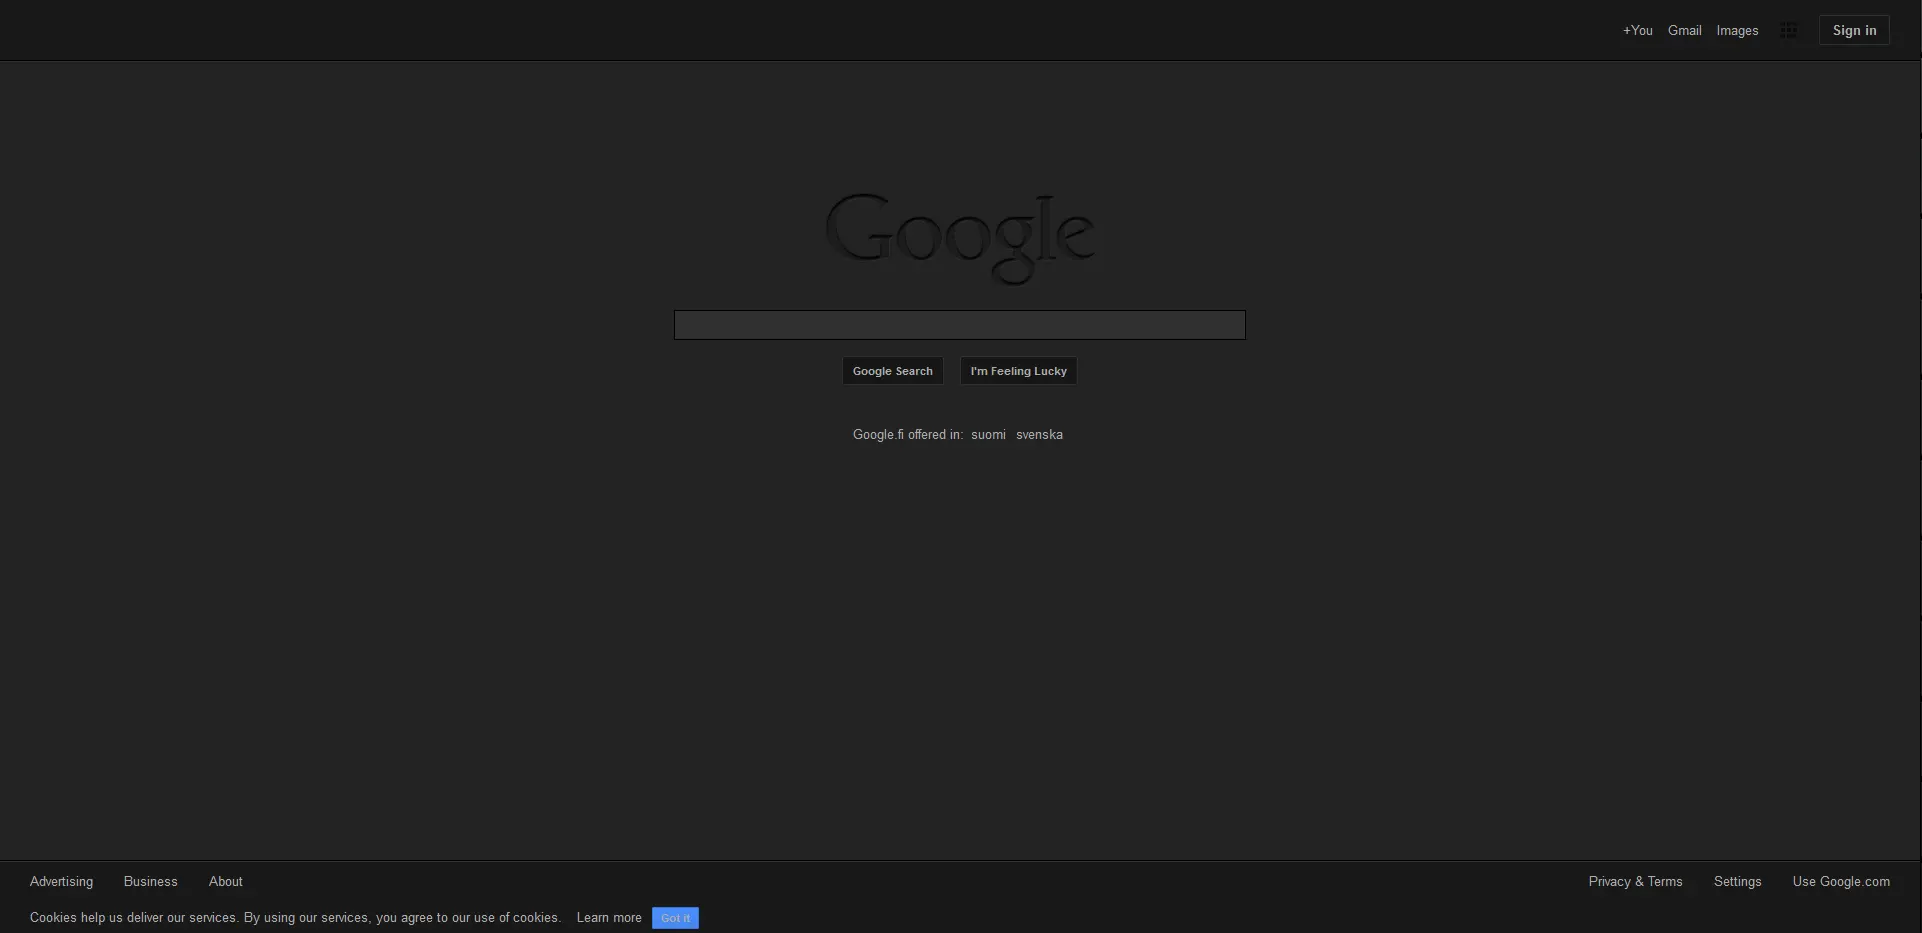 +You Gmail Images Sign in
Google
Google Search I'm Feeling Lucky
Google.fi offered in: suomi svenska
Advertising Business About Privacy & Terms Settings Use Google.com
Cookies help us deliver our services. By using our services, you agree to our use of cookies. Learn more Got it